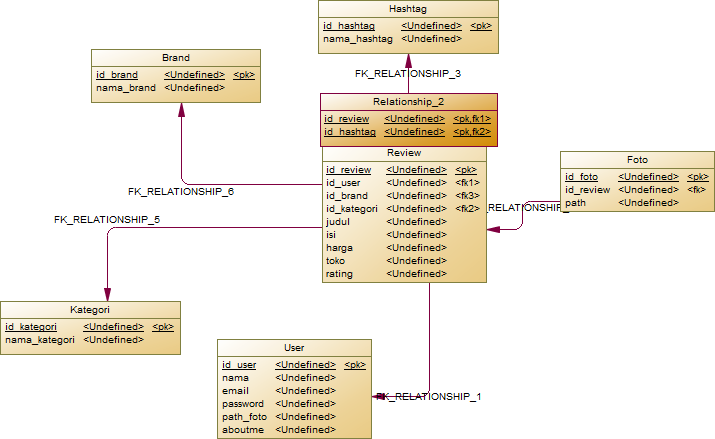 Hashtag
id_hashtag <Undefined> <pk>
nama_hashtag <Undefined>
FK_RELATIONSHIP_3
Brand
id_brand <Undefined> <pk>
nama_brand <Undefined>
Relationship_2
id_review <Undefined> <pk,fk1>
id_hashtag <Undefined> <pk,fk2>
Review
id_review <Undefined> <pk>
id_user <Undefined> <fk1>
id_brand <Undefined> <fk3>
id_kategori <Undefined> <fk2>
judul <Undefined>
isi <Undefined>
harga <Undefined>
toko <Undefined>
rating <Undefined>
Foto
id_foto <Undefined> <pk>
id_review <Undefined> <fk>
path <Undefined>
FK_RELATIONSHIP_6
_RELATIONSHIP_
FK_RELATIONSHIP_5
Kategori
id_kategori <Undefined> <pk>
nama_kategori <Undefined>
User
id_user <Undefined> <pk>
nama <Undefined>
email <Undefined>
password <Undefined>
path_foto <Undefined>
aboutme <Undefined>
FK_RELATIONSHIP_1